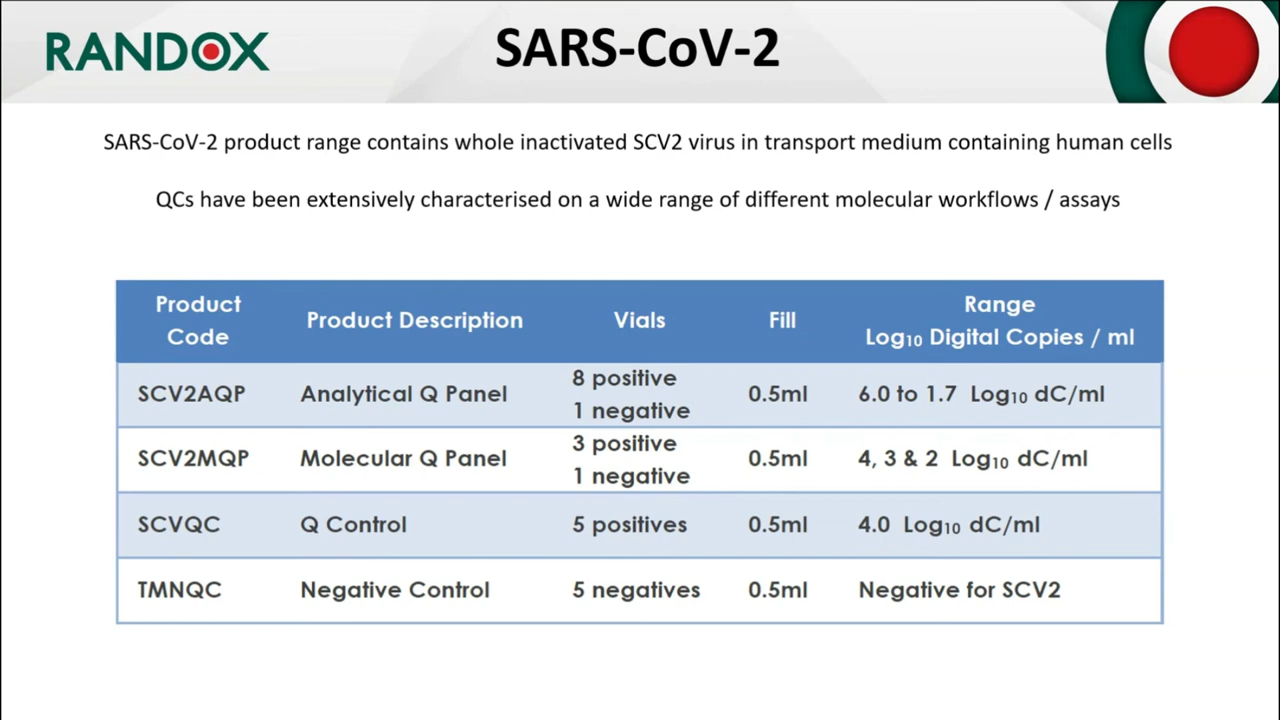 RANDOX
SARS-CoV-2
SARS-CoV-2 product range contains whole inactivated SCV2 virus in transport medium containing human cells
QCs have been extensively characterised on a wide range of different molecular workflows / assays
Product Code
Product Description
Vials
Fill
Range
Log₁₀ Digital Copies / ml
SCV2AQP
Analytical Q Panel
8 positive
1 negative
0.5ml
6.0 to 1.7 Log₁₀ dC/ml
SCV2MQP
Molecular Q Panel
3 positive
1 negative
0.5ml
4, 3 & 2 Log₁₀ dC/ml
SCVQC
Q Control
5 positives
0.5ml
4.0 Log₁₀ dC/ml
TMNQC
Negative Control
5 negatives
0.5ml
Negative for SCV2